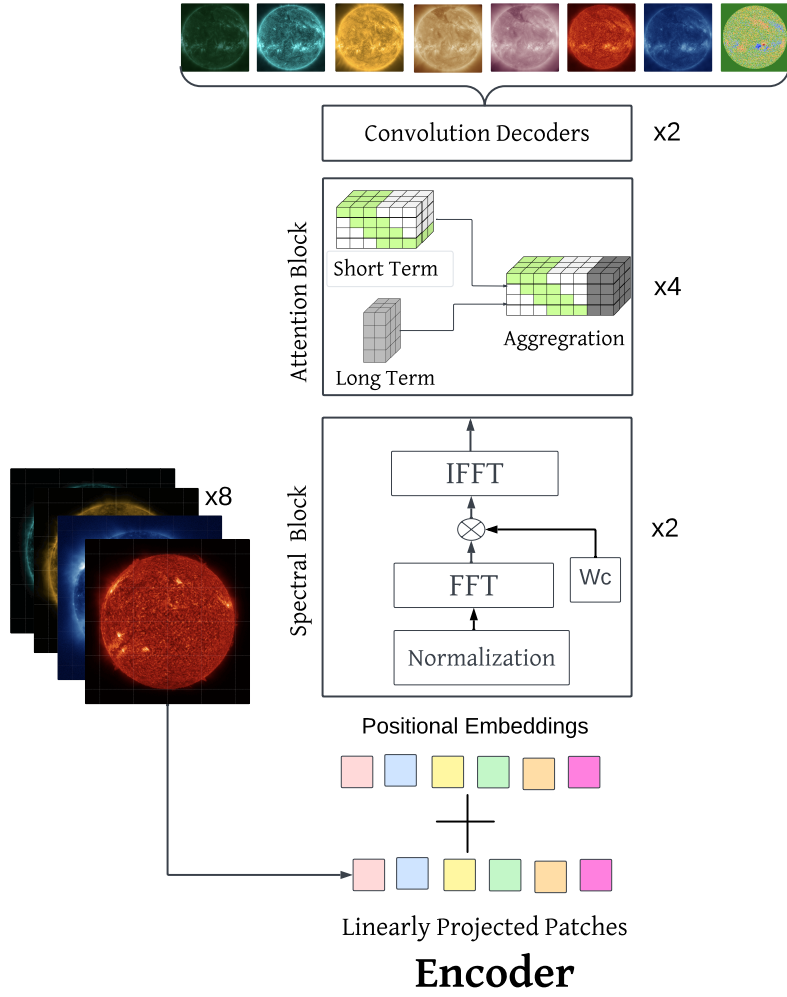 Convolution Decoders
x2
Attention Block
Short Term
Long Term
Aggregration
x4
Spectral Block
IFFT
FFT
Wc
Normalization
x2
x8
Positional Embeddings
Linearly Projected Patches
Encoder